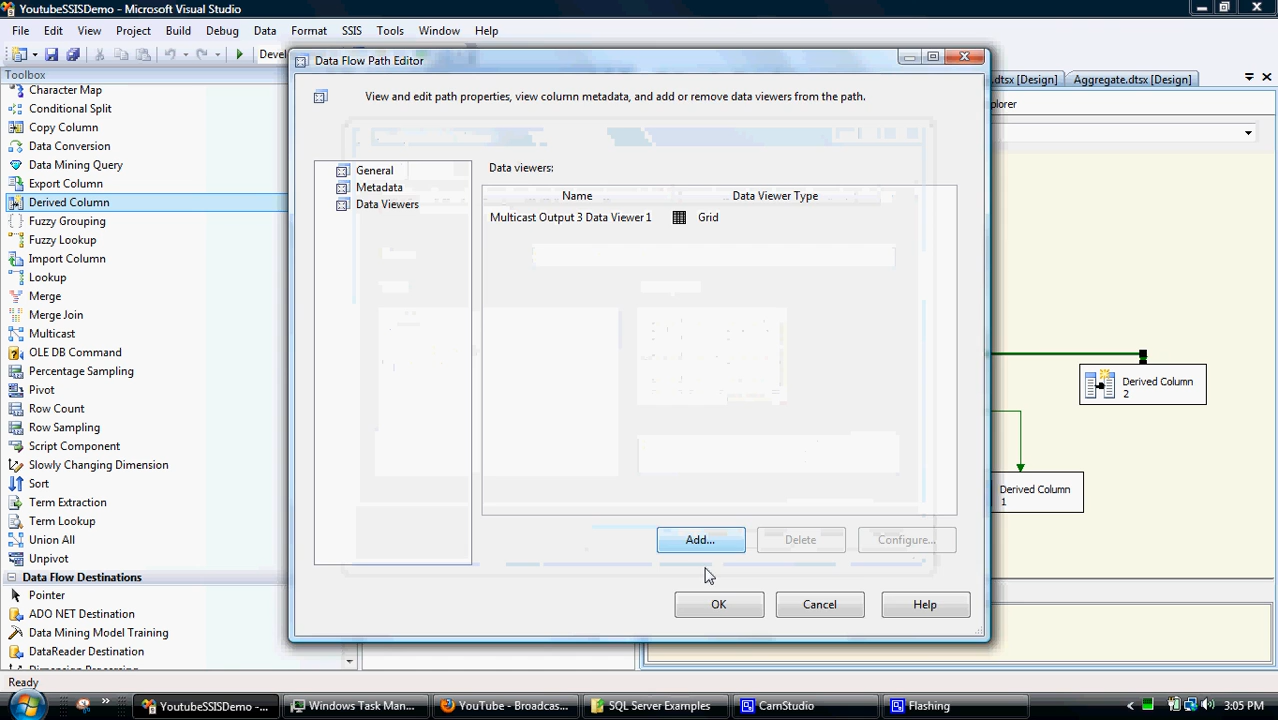 YoutubeSSISDemo - Microsoft Visual Studio
File Edit View Project Build Debug Data Format SSIS Tools Window Help
Devel
Toolbox
Character Map
Conditional Split
Copy Column
Data Conversion
Data Mining Query
Export Column
Derived Column
Fuzzy Grouping
Fuzzy Lookup
Import Column
Lookup
Merge
Merge Join
Multicast
OLE DB Command
Percentage Sampling
Pivot
Row Count
Row Sampling
Script Component
Slowly Changing Dimension
Sort
Term Extraction
Term Lookup
Union All
Unpivot
Data Flow Destinations
Pointer
ADO NET Destination
Data Mining Model Training
DataReader Destination
Dimension Processing
Data Flow Path Editor
View and edit path properties, view column metadata, and add or remove data viewers from the path.
General
Metadata
Data Viewers
Data viewers:
Name Data Viewer Type
Multicast Output 3 Data Viewer 1 Grid
Add... Delete Configure...
OK Cancel Help
.dtsx [Design] Aggregate.dtsx [Design]
plorer
Derived Column
2
Derived Column
1
Ready
YoutubeSSISDemo -... Windows Task Man... YouTube - Broadcas... SQL Server Examples CamStudio Flashing 3:05 PM